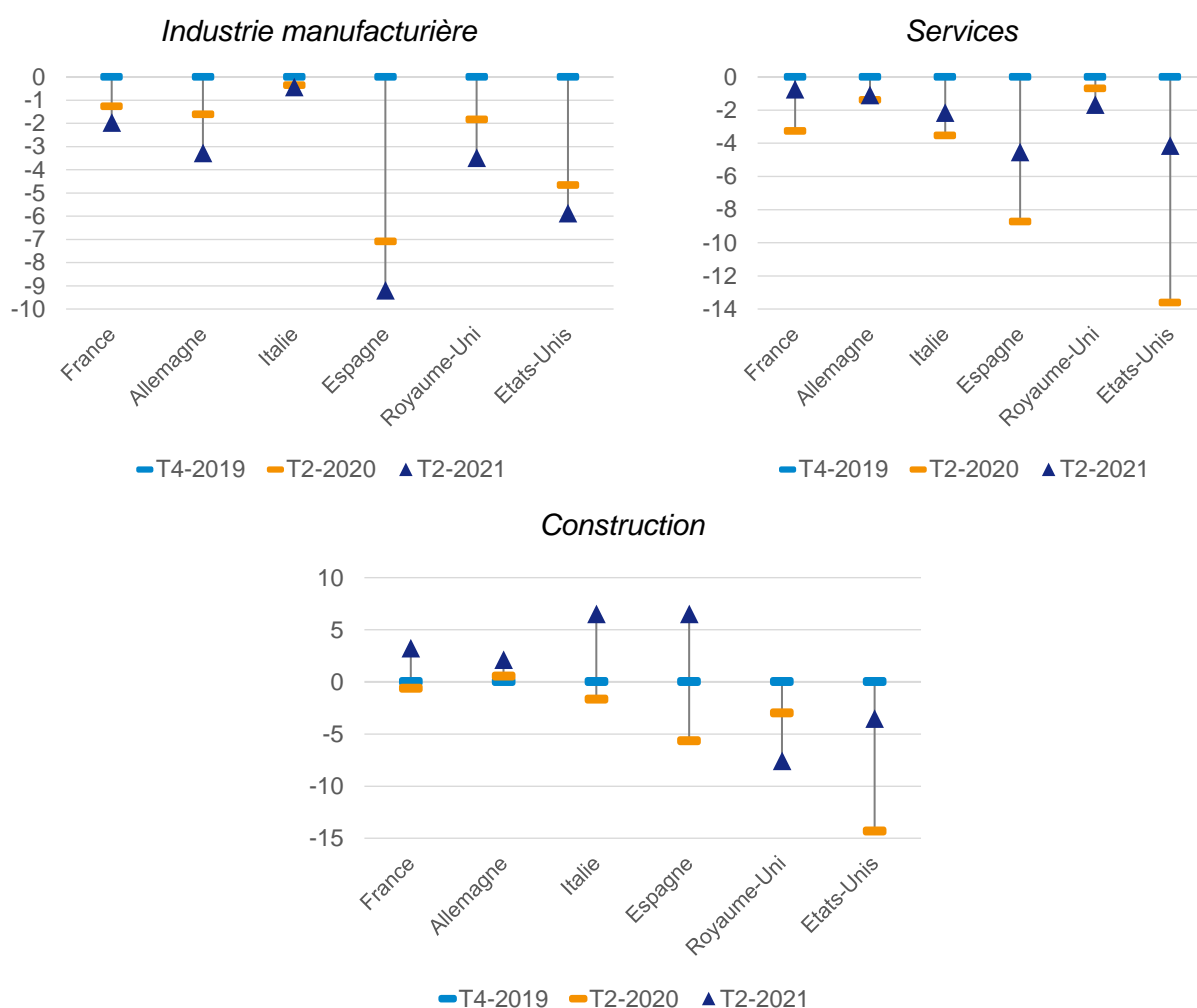 Industrie manufacturière
0
-1
-2
-3
-4
-5
-6
-7
-8
-9
-10
France
Allemagne
Italie
Espagne
Royaume-Uni
Etats-Unis
T4-2019 T2-2020 T2-2021
Services
0
-2
-4
-6
-8
-10
-12
-14
France
Allemagne
Italie
Espagne
Royaume-Uni
Etats-Unis
T4-2019 T2-2020 T2-2021
Construction
10
5
0
-5
-10
-15
France
Allemagne
Italie
Espagne
Royaume-Uni
Etats-Unis
T4-2019 T2-2020 T2-2021